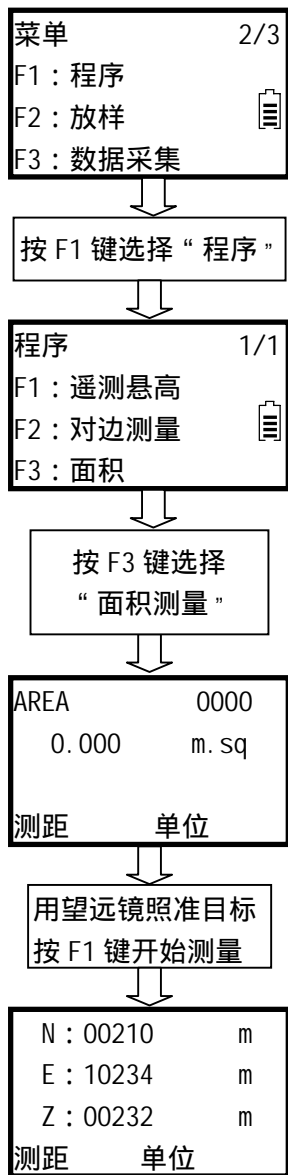 菜单 2/3
F1：程序
F2：放样
F3：数据采集
按 F1 键选择“程序”
程序 1/1
F1：遥测悬高
F2：对边测量
F3：面积
按 F3 键选择
“面积测量”
AREA 0000
0.000 m.sq
测距 单位
用望远镜照准目标
按 F1 键开始测量
N：00210 m
E：10234 m
Z：00232 m
测距 单位